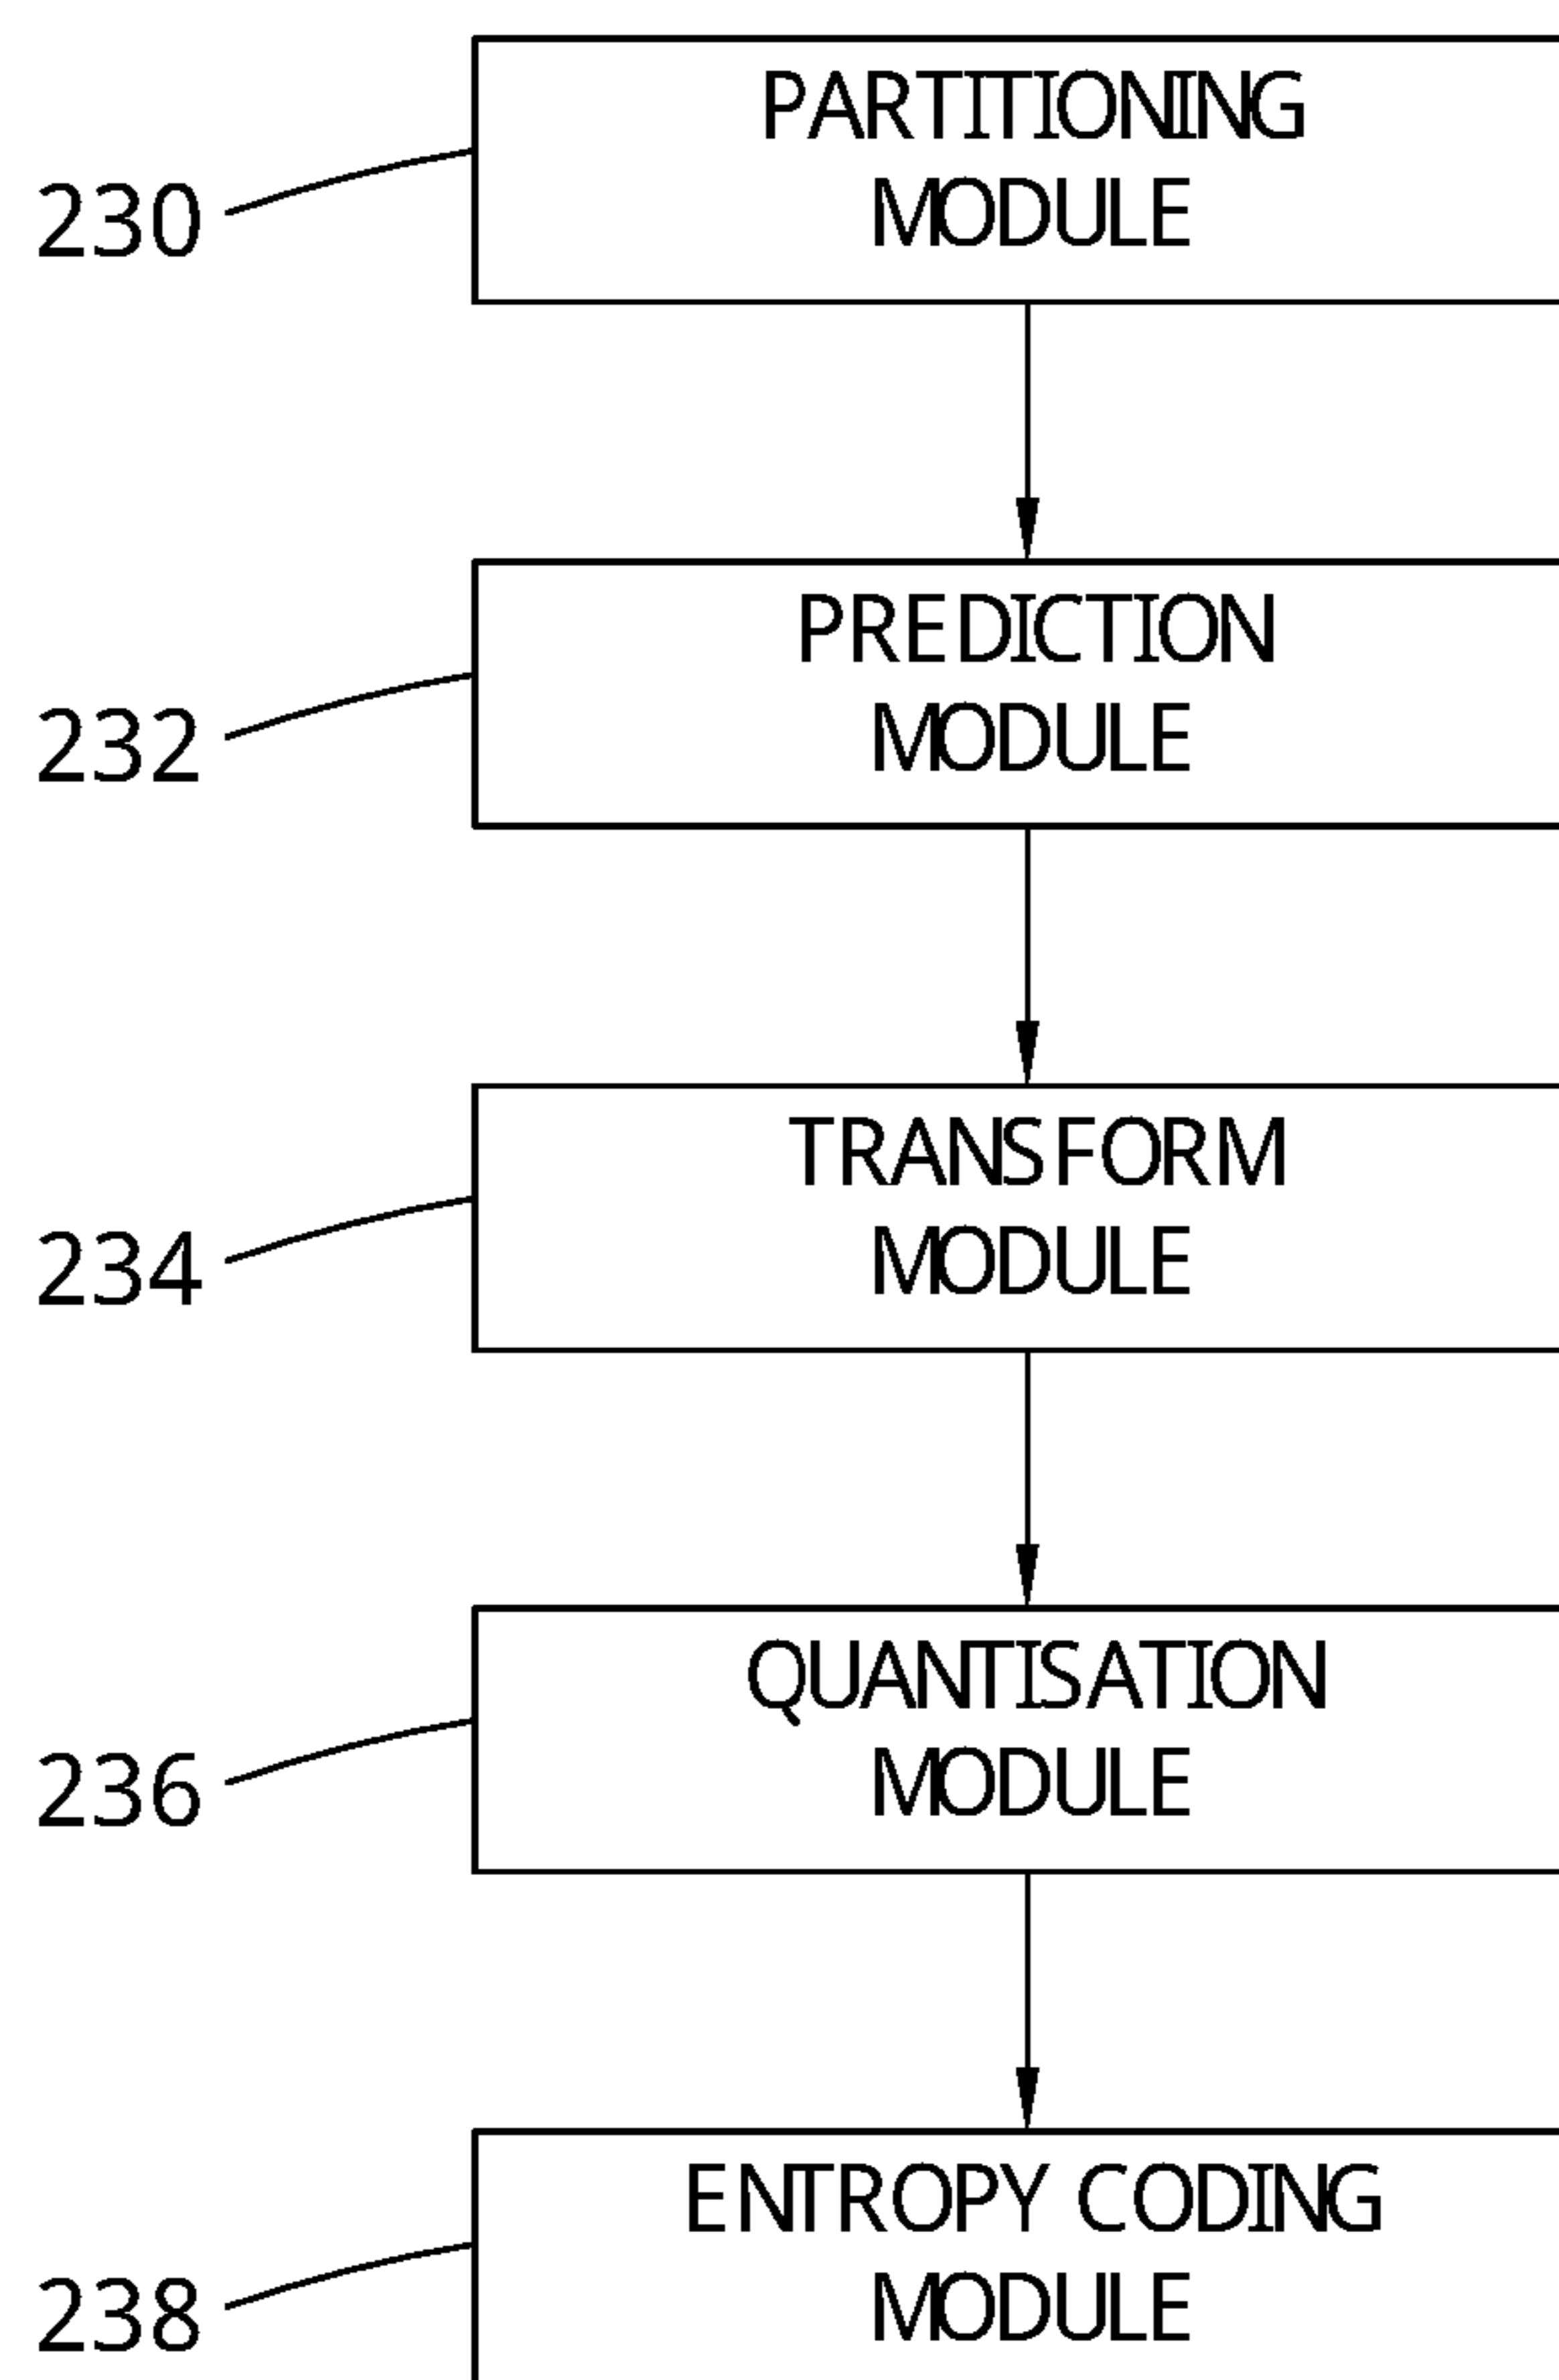 PARTITIONING
MODULE
230
PREDICTION
MODULE
232
TRANSFORM
MODULE
234
QUANTISATION
MODULE
236
ENTROPY CODING
MODULE
238